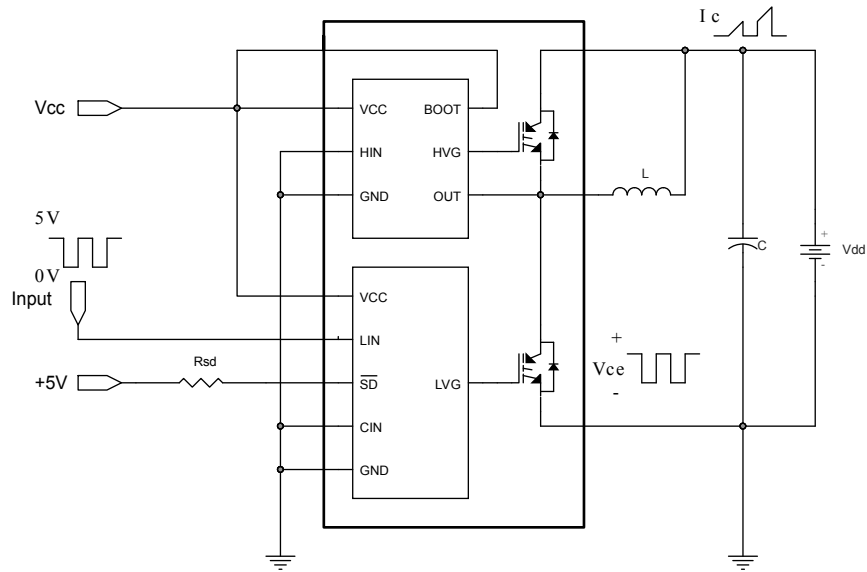 Ic
Vcc
VCC
BOOT
HIN
HVG
GND
OUT
L
5V
0V
Input
+5V
Rsd
VCC
LIN
SD
LVG
CIN
GND
+
Vce
-
C
+
-
Vdd